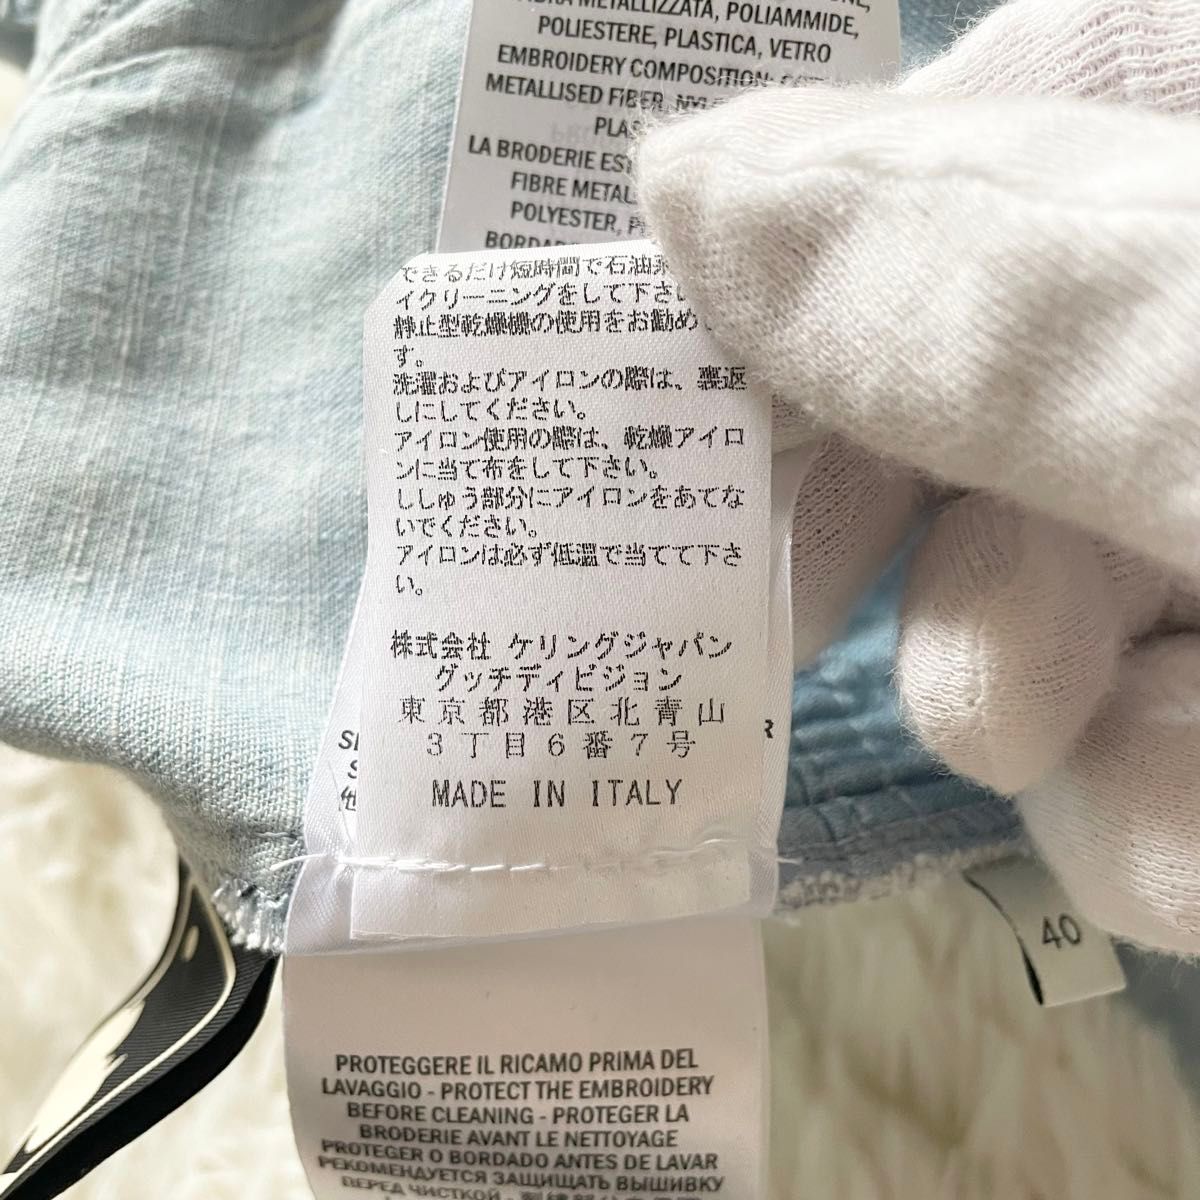 METALLIZZATA, POLIAMMIDE,
POLIESTERE, PLASTICA, VETRO
EMBROIDERY COMPOSITION:
METALLISED FIBER,
LA BRODERIE
FIBRE
POLYESTER,
できるだけ短時間で石油
イクリーニングをして下さ
静止型乾燥機の使用をお勧め
す。
洗濯およびアイロンの際は、裏返
しにしてください。
アイロン使用の際は、乾燥アイロ
ンに当て布をして下さい。
ししゅう部分にアイロンをあてな
いでください。
アイロンは必ず低温で当てて下さ
い。
株式会社 ケリングジャパン
グッチディビジョン
東京都港区北青山
3丁目6番7号
MADE IN ITALY
40
PROTEGGERE IL RICAMO PRIMA DEL
LAVAGGIO - PROTECT THE EMBROIDERY
BEFORE CLEANING - PROTEGER LA
BRODERIE AVANT LE NETTOYAGE
PROTEGER O BORDADO ANTES DE LAVAR
РЕКОМЕНДУЕТСЯ ЗАЩИЩАТЬ ВЫШИВКУ
ПЕРЕД ЧИСТКОЙ -